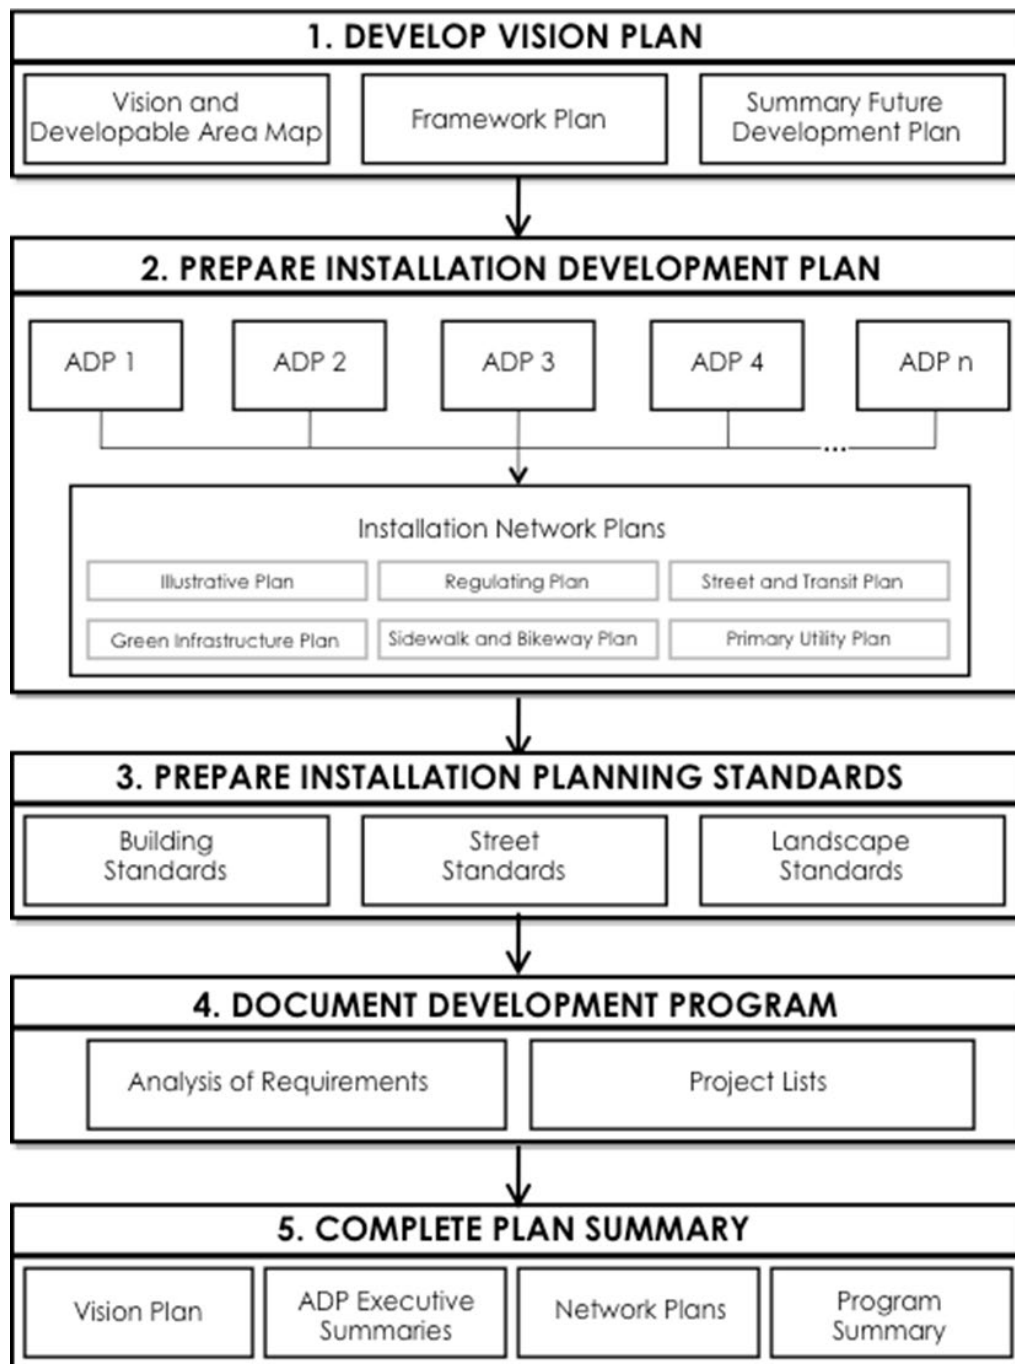 1. DEVELOP VISION PLAN
Vision and
Developable Area Map
Framework Plan
Summary Future
Development Plan
2. PREPARE INSTALLATION DEVELOPMENT PLAN
ADP 1
ADP 2
ADP 3
ADP 4
...
ADP n
Installation Network Plans
Illustrative Plan
Regulating Plan
Street and Transit Plan
Green Infrastructure Plan
Sidewalk and Bikeway Plan
Primary Utility Plan
3. PREPARE INSTALLATION PLANNING STANDARDS
Building
Standards
Street
Standards
Landscape
Standards
4. DOCUMENT DEVELOPMENT PROGRAM
Analysis of Requirements
Project Lists
5. COMPLETE PLAN SUMMARY
Vision Plan
ADP Executive
Summaries
Network Plans
Program
Summary